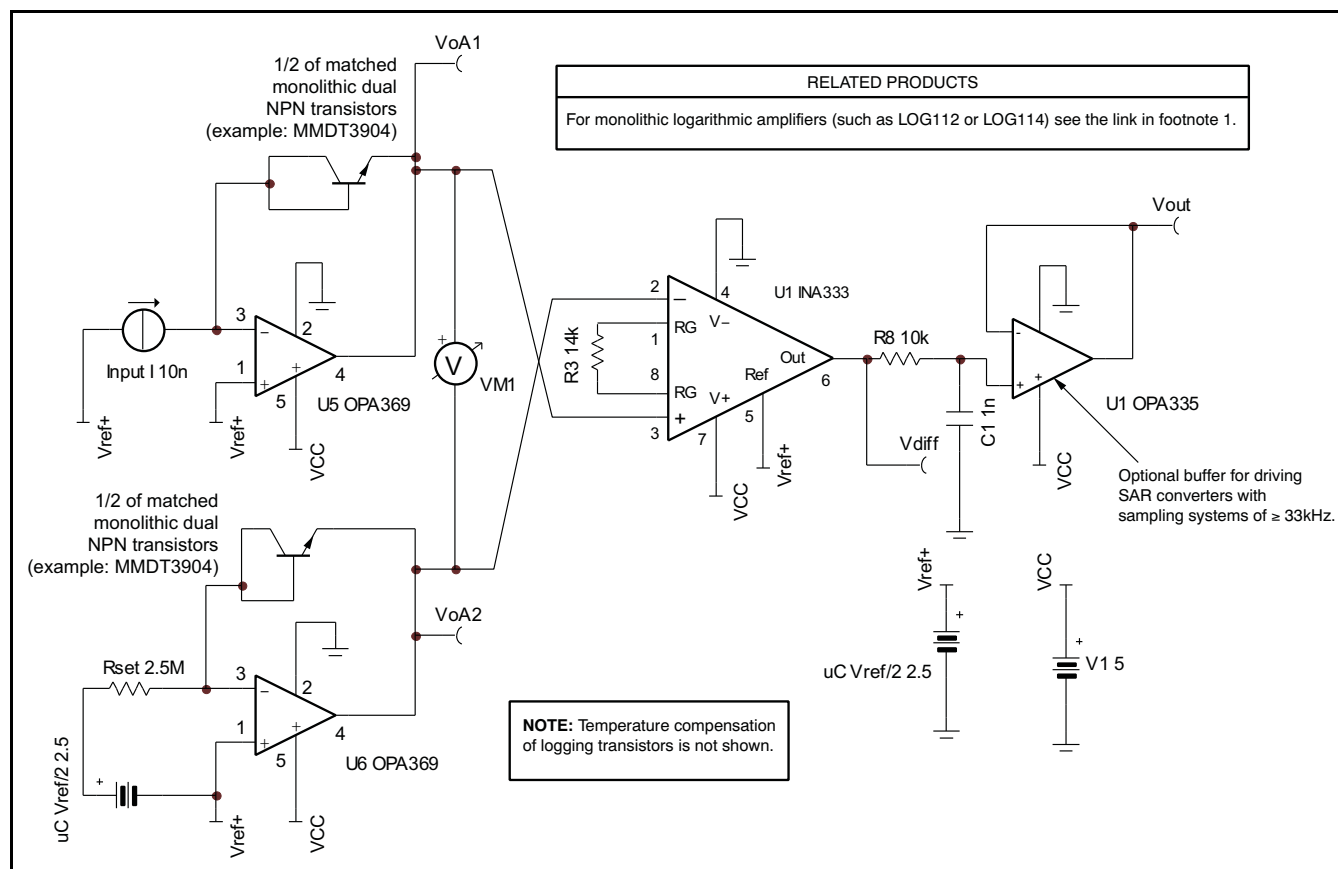 VoA1
1/2 of matched
monolithic dual
NPN transistors
(example: MMDT3904)
RELATED PRODUCTS
For monolithic logarithmic amplifiers (such as LOG112 or LOG114) see the link in footnote 1.
Input I 10n
Vref+
3
−
2
1
+
+
4
5
U5 OPA369
Vref+
VCC
+
V
VM1
2
−
4
V−
U1 INA333
RG
1
R3 14k
8
RG
Out
6
Ref
V+
5
+
3
7
VCC
Vref+
R8 10k
Vdiff
C1 1n
Vout
-
+
+
U1 OPA335
VCC
Optional buffer for driving
SAR converters with
sampling systems of ≥ 33kHz.
1/2 of matched
monolithic dual
NPN transistors
(example: MMDT3904)
VoA2
Rset 2.5M
3
−
2
1
+
+
4
5
U6 OPA369
uC Vref/2 2.5
+
Vref+
VCC
NOTE: Temperature compensation
of logging transistors is not shown.
Vref+
+
uC Vref/2 2.5
VCC
+
V1 5